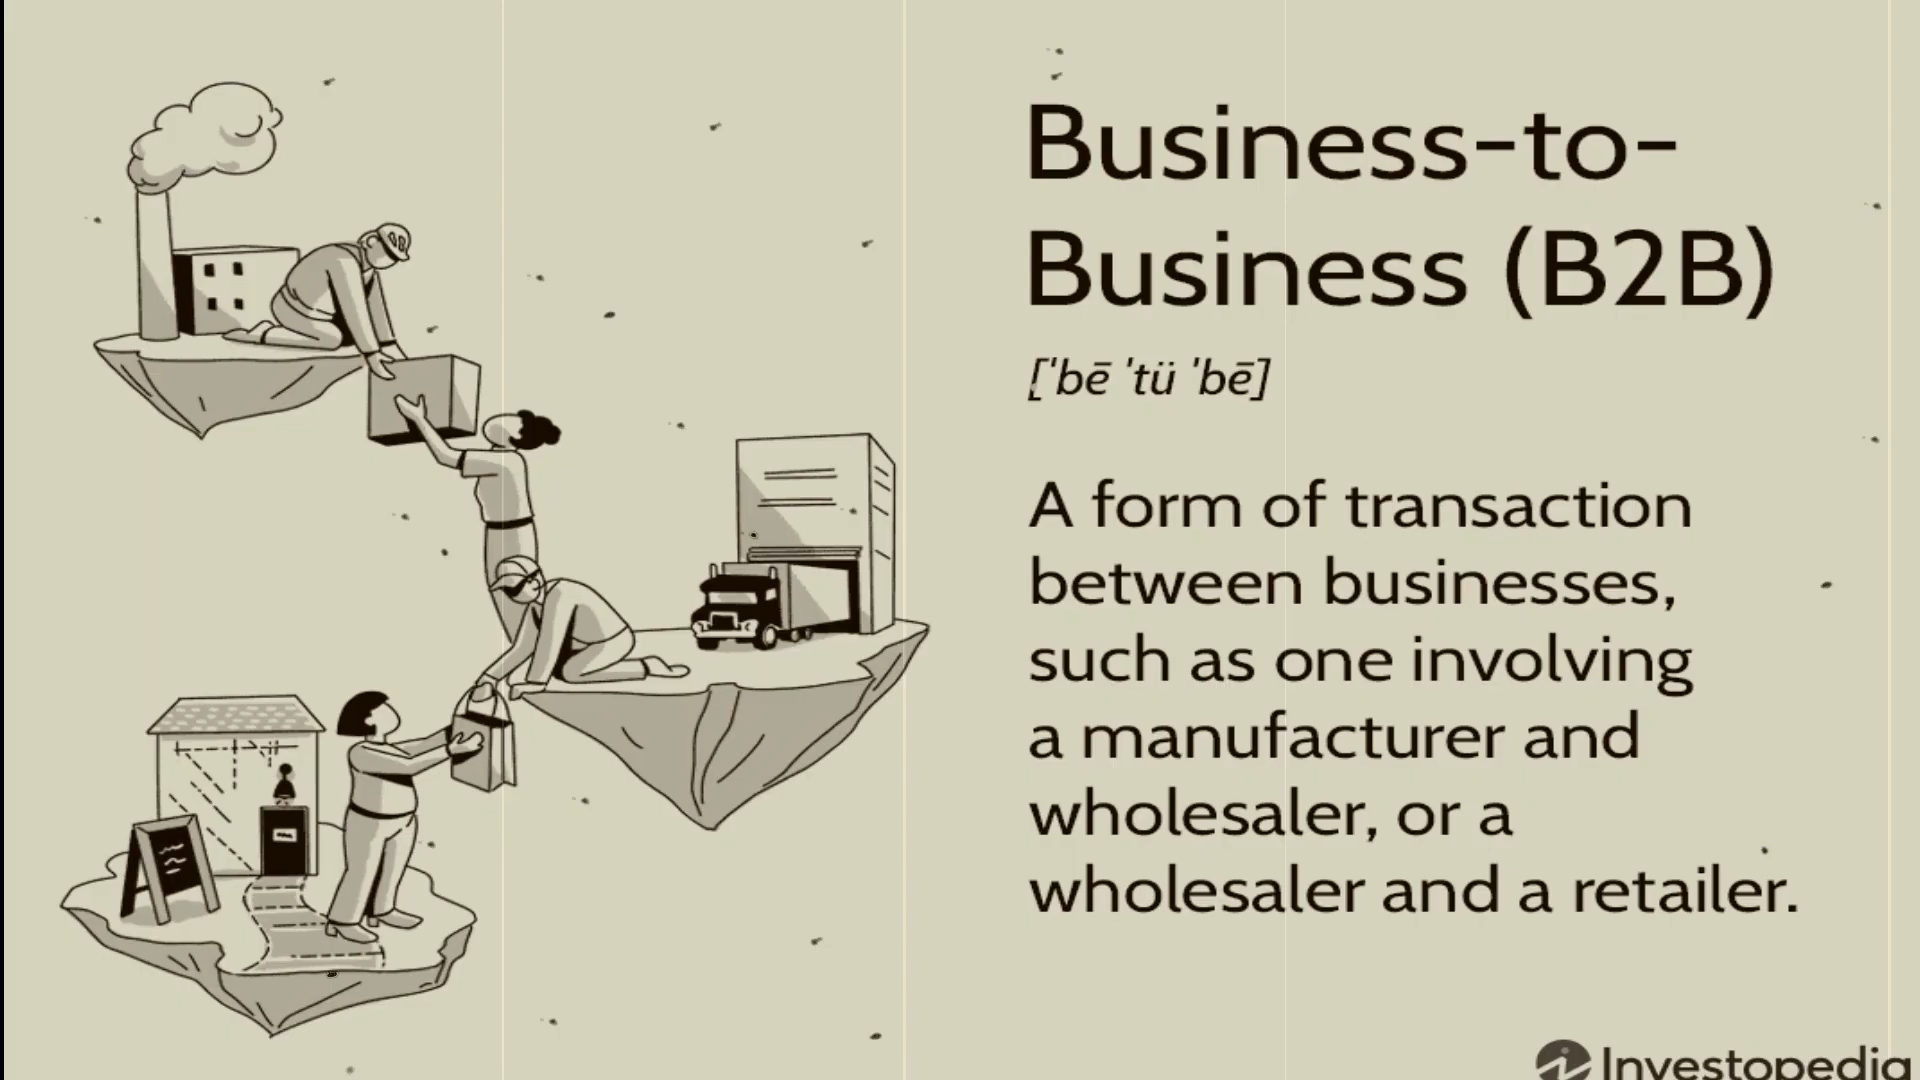 Business-to-
Business (B2B)
[ˈbē ˈtü ˈbē]
A form of transaction
between businesses,
such as one involving
a manufacturer and
wholesaler, or a
wholesaler and a retailer.
Investopedia